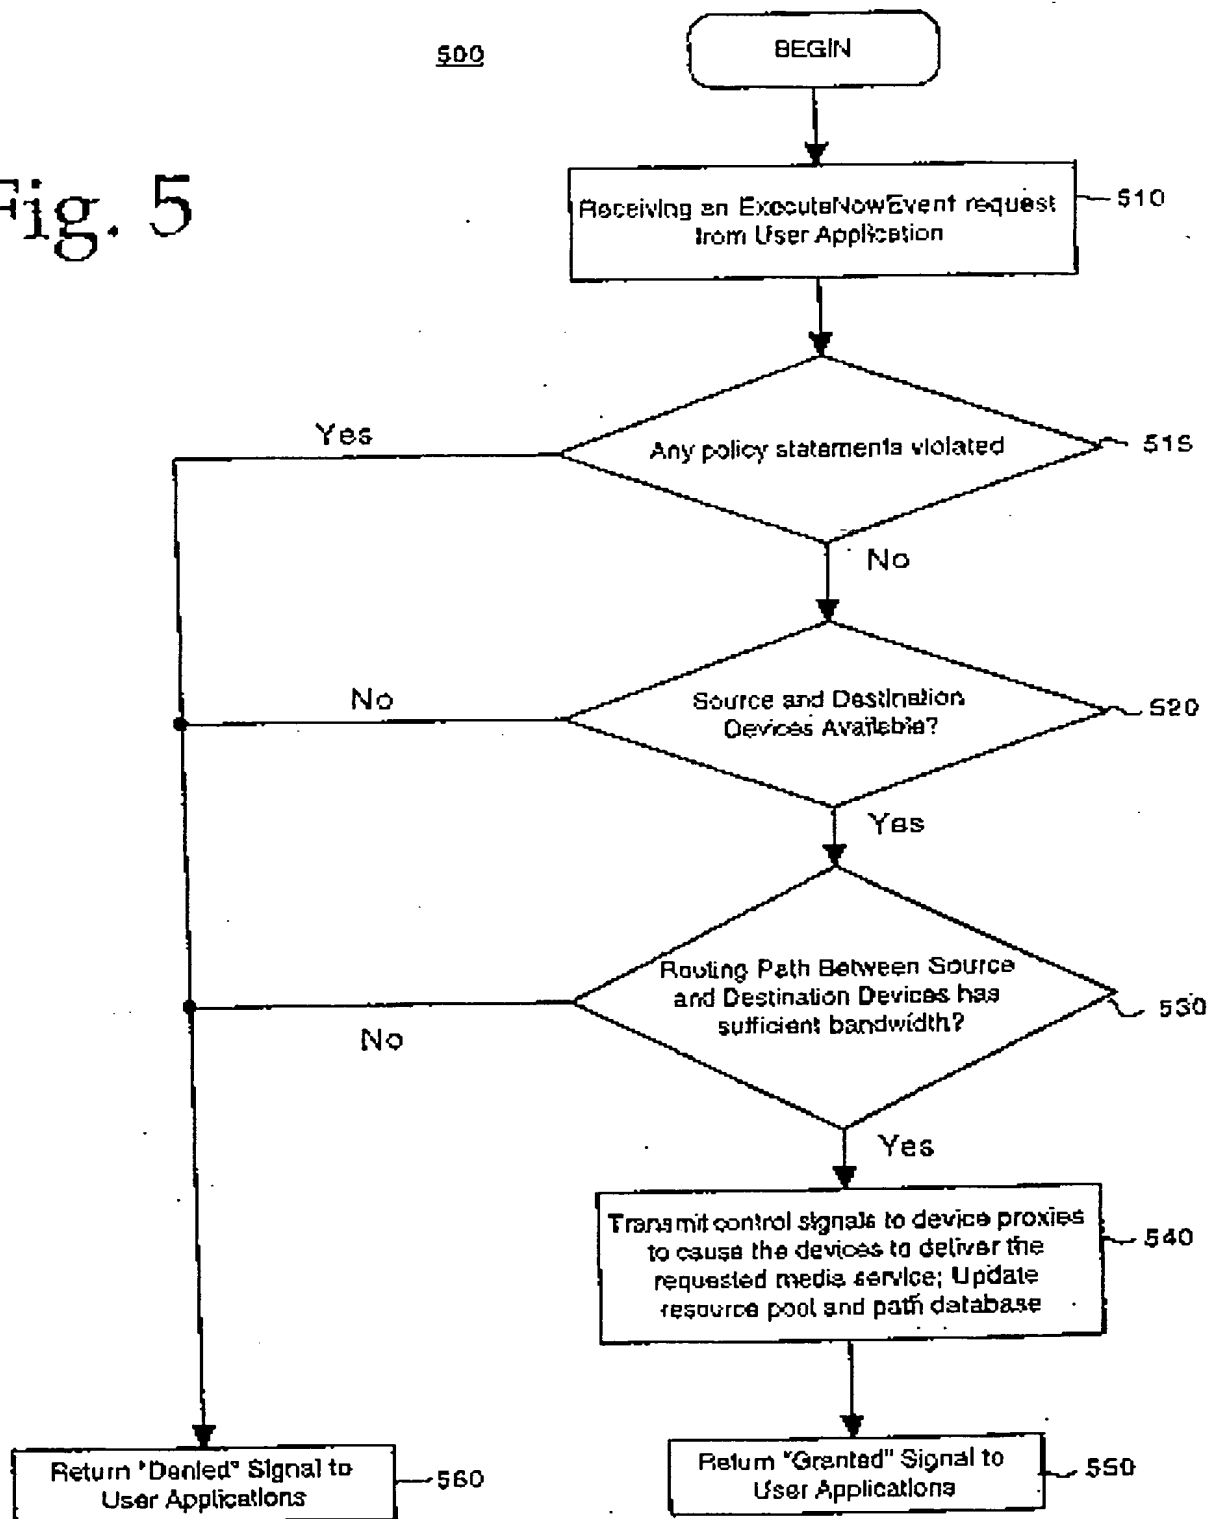 500
BEGIN
Fig. 5
Receiving an ExecuteNowEvent request
from User Application
510
Yes
Any policy statements violated
515
No
No
Source and Destination
Devices Available?
520
Yes
Routing Path Between Source
and Destination Devices has
sufficient bandwidth?
530
No
Yes
Transmit control signals to device proxies
to cause the devices to deliver the
requested media service; Update
resource pool and path database
540
Return "Denied" Signal to
User Applications
560
Return "Granted" Signal to
User Applications
550